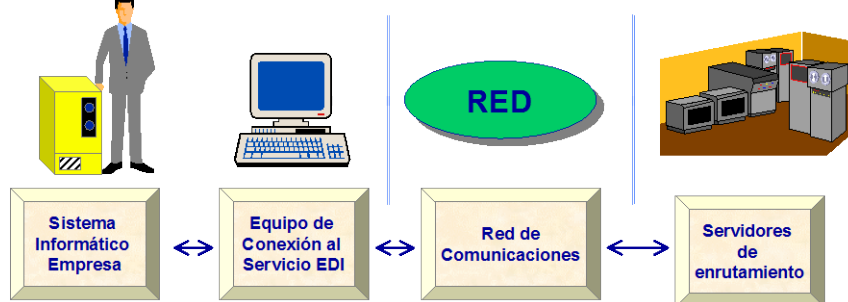 RED
Sistema
Informático
Empresa
Equipo de
Conexión al
Servicio EDI
Red de
Comunicaciones
Servidores
de
enrutamiento